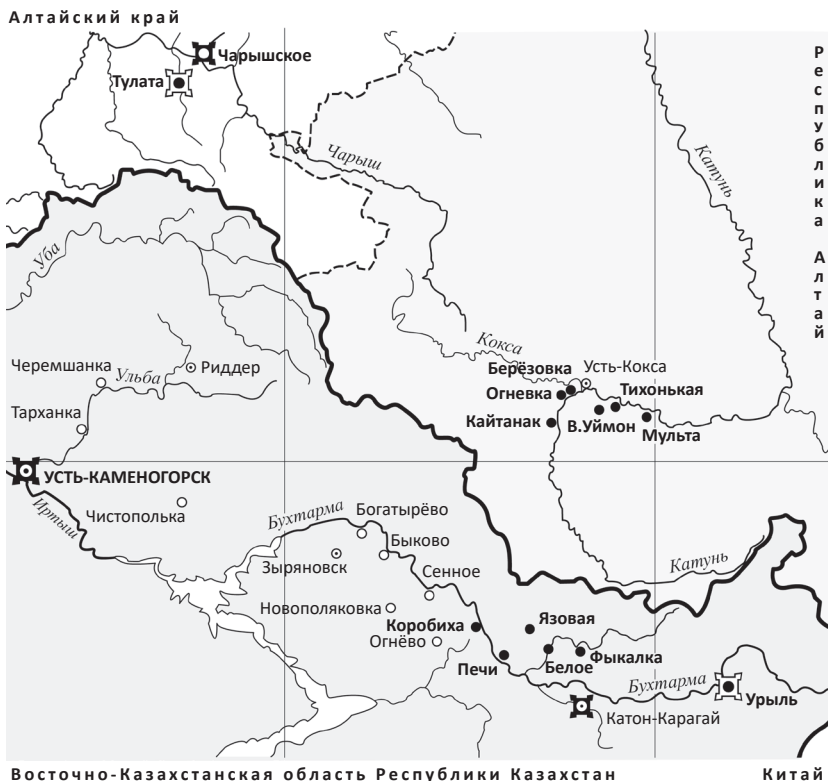 Алтайский край
Республика Алтай
Чарышское
Тулата
Чарыш
Катунь
Уба
Кокса
Усть-Кокса
Берёзовка
Огневка
Тихонькая
Кайтанак
В.Уймон
Мульта
Черемшанка
Ульба
Риддер
Тарханка
УСТЬ-КАМЕНОГОРСК
Иртыш
Чистополька
Бухтарма
Богатырёво
Быково
Зыряновск
Сенное
Катунь
Новополяковка
Коробиха
Язовая
Огнёво
Печи
Белое
Фыкалка
Бухтарма
Урыль
Катон-Карагай
Восточно-Казахстанская область Республики Казахстан
Китай